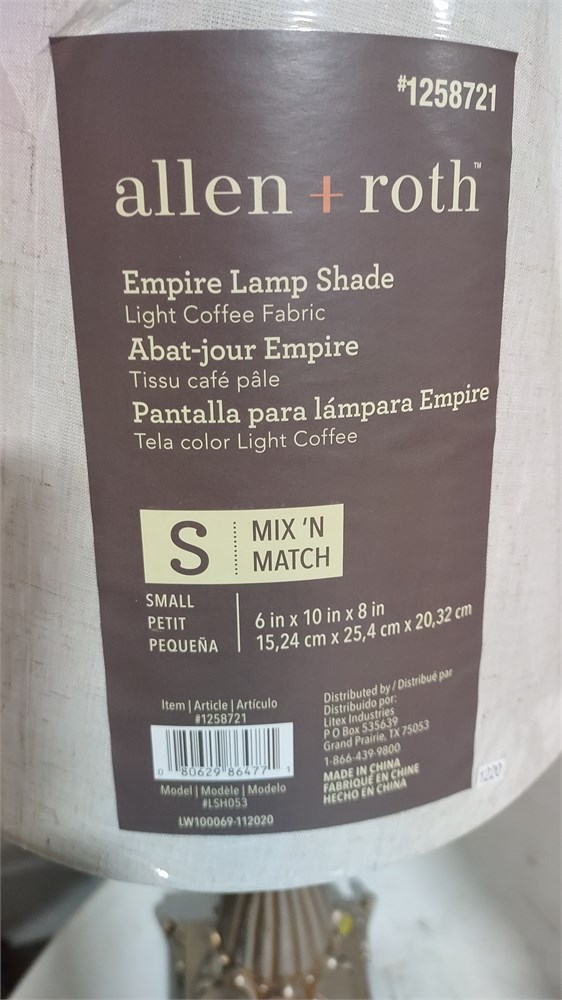 #1258721
allen + roth™
Empire Lamp Shade
Light Coffee Fabric
Abat-jour Empire
Tissu café pâle
Pantalla para lámpara Empire
Tela color Light Coffee
S MIX 'N MATCH
SMALL
PETIT
PEQUEÑA
6 in x 10 in x 8 in
15,24 cm x 25,4 cm x 20,32 cm
Item | Article | Artículo
#1258721
0 80629 86477 1
Model | Modèle | Modelo
#LSH053
LW100069-112020
Distributed by / Distribué par
Distribuido por:
Litex Industries
P O Box 535639
Grand Prairie, TX 75053
1-866-439-9800
MADE IN CHINA
FABRIQUÉ EN CHINE
HECHO EN CHINA
1220